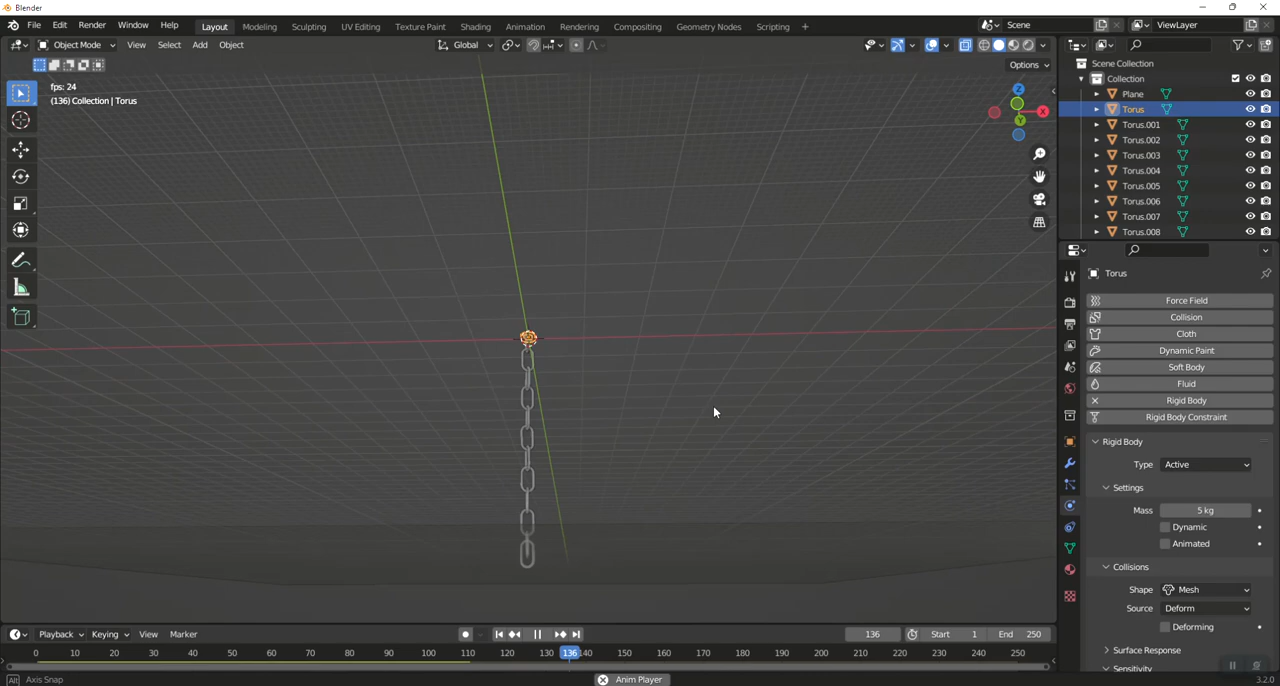 Blender
File Edit Render Window Help Layout Modeling Sculpting UV Editing Texture Paint Shading Animation Rendering Compositing Geometry Nodes Scripting + Scene ViewLayer
Object Mode View Select Add Object Global
Options
fps: 24
(136) Collection | Torus
Z
X
Y
Scene Collection
Collection
Plane
Torus
Torus.001
Torus.002
Torus.003
Torus.004
Torus.005
Torus.006
Torus.007
Torus.008
Torus
Force Field
Collision
Cloth
Dynamic Paint
Soft Body
Fluid
Rigid Body
Rigid Body Constraint
Rigid Body
Type Active
Settings
Mass 5 kg
Dynamic
Animated
Collisions
Shape Mesh
Source Deform
Deforming
Surface Response
Sensitivity
Playback Keying View Marker 136 Start 1 End 250
0 10 20 30 40 50 60 70 80 90 100 110 120 130 136 140 150 160 170 180 190 200 210 220 230 240 250
Alt Axis Snap Anim Player 3.2.0